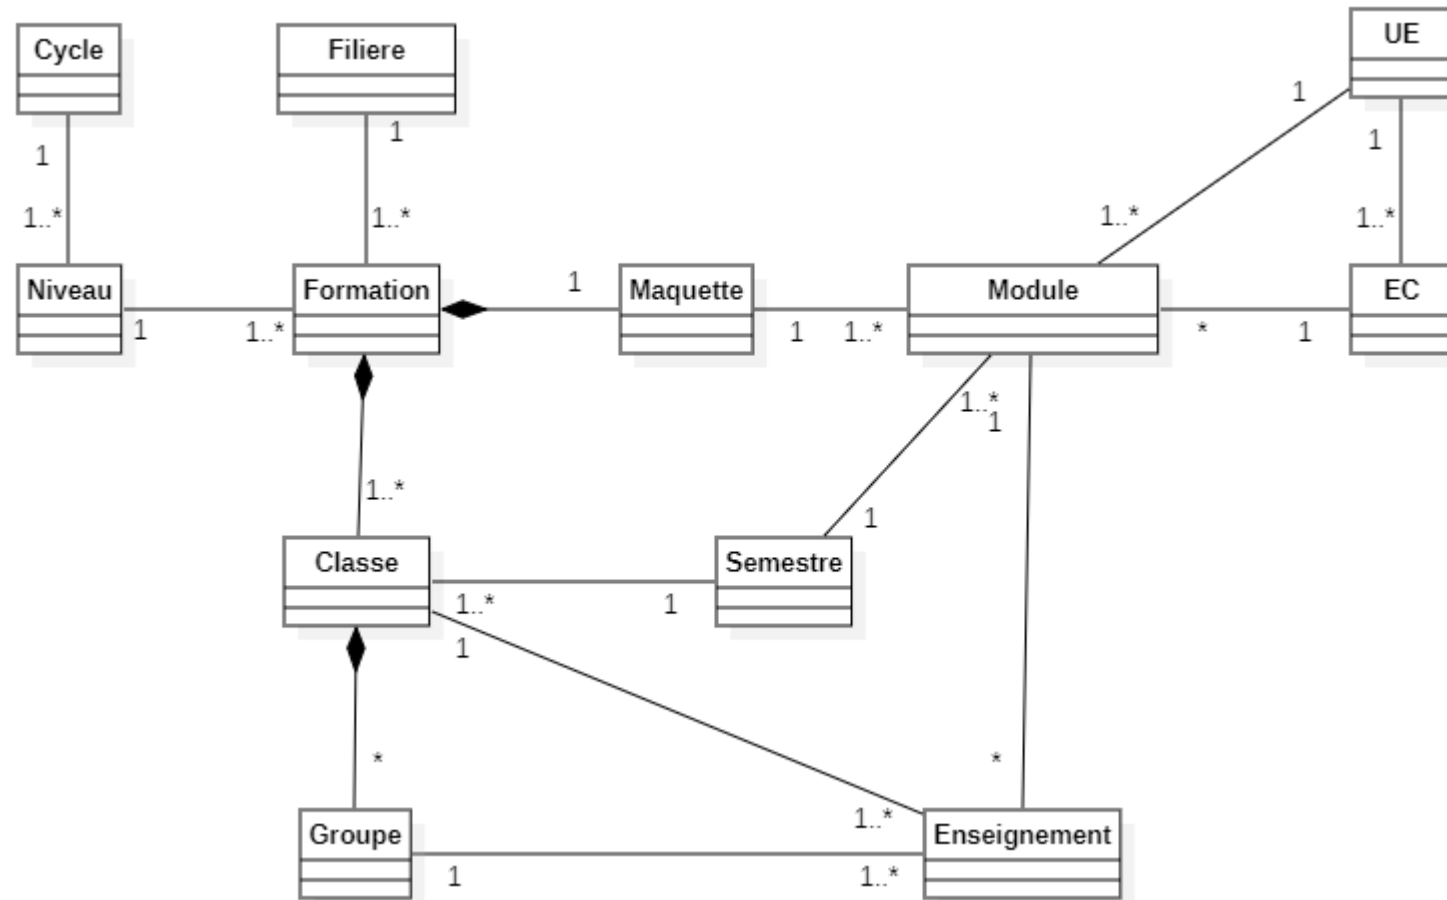 Cycle
Filiere
UE
1
1
1
1
1..*
1..*
1..*
1..*
Niveau
Formation
Maquette
Module
EC
1
1
1..*
1
1..*
*
1
1..*
1
1..*
1
Classe
Semestre
1..*
1
1
*
*
1..*
Groupe
Enseignement
1
1..*